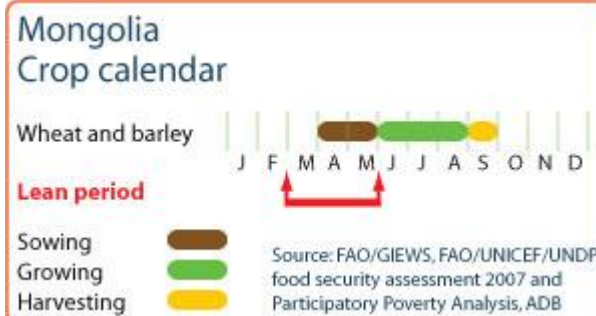 Mongolia
Crop calendar
Wheat and barley
J F M A M J J A S O N D
Lean period
Sowing
Growing
Harvesting
Source: FAO/GIEWS, FAO/UNICEF/UNDP
food security assessment 2007 and
Participatory Poverty Analysis, ADB